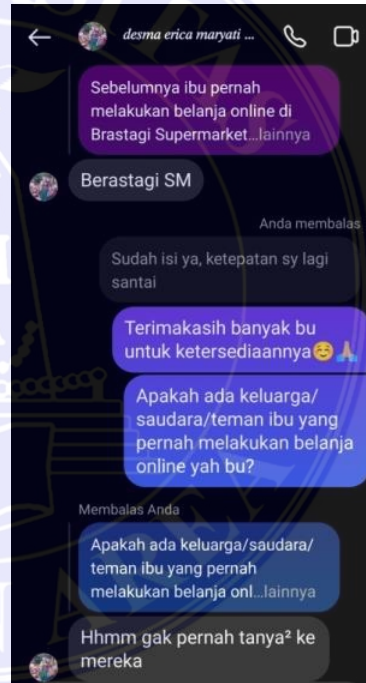 desma erica maryati ...
Sebelumnya ibu pernah
melakukan belanja online di
Brastagi Supermarket...lainnya
Berastagi SM
Anda membalas
Sudah isi ya, ketepatan sy lagi
santai
Terimakasih banyak bu
untuk ketersediaannya☺️🙏🏼
Apakah ada keluarga/
saudara/teman ibu yang
pernah melakukan belanja
online yah bu?
Membalas Anda
Apakah ada keluarga/saudara/
teman ibu yang pernah
melakukan belanja onl...lainnya
Hhmm gak pernah tanya² ke
mereka